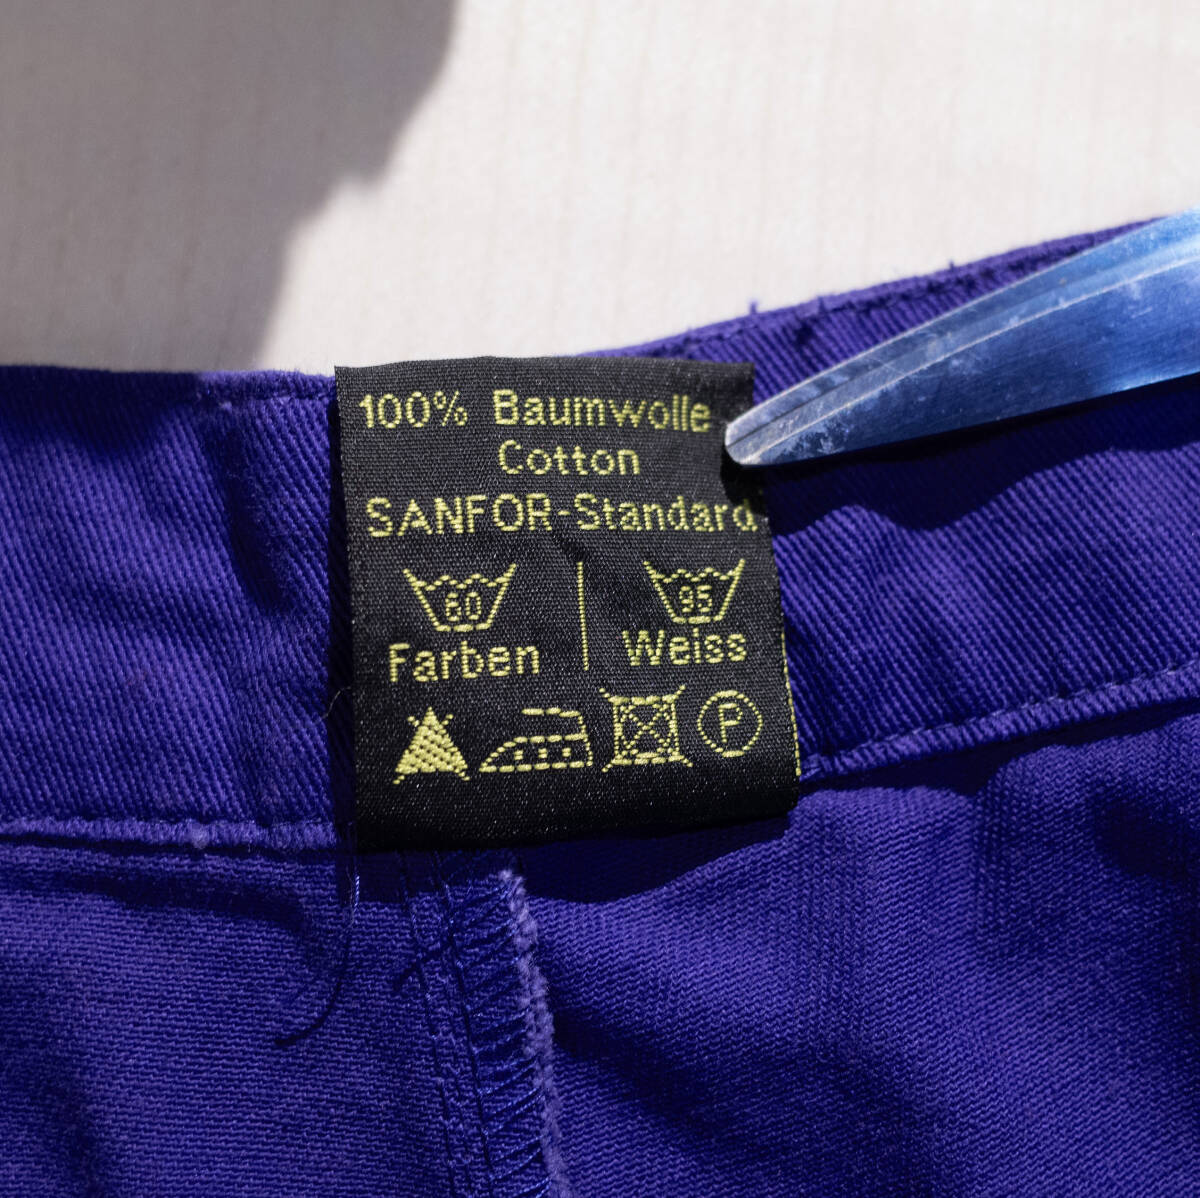 100% Baumwolle
Cotton
SANFOR-Standard
60 95
Farben Weiss
P